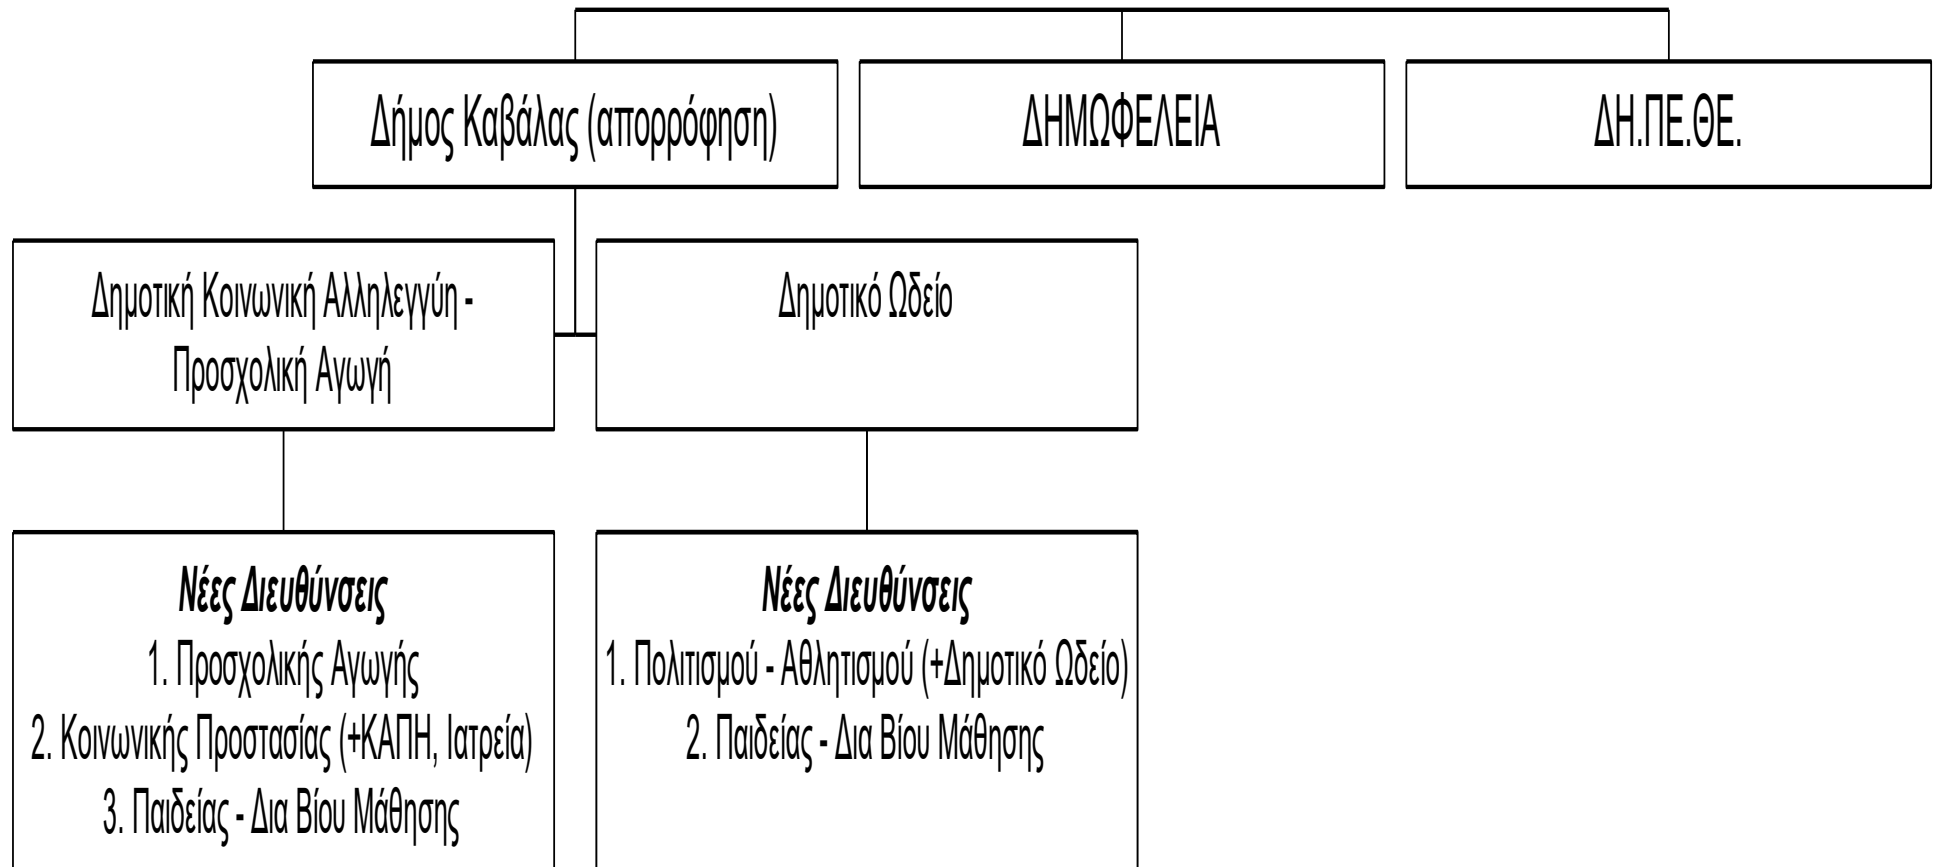 Δήμος Καβάλας (απορρόφηση)
ΔΗΜΩΦΕΛΕΙΑ
ΔΗ.ΠΕ.ΘΕ.
Δημοτική Κοινωνική Αλληλεγγύη -
Προσχολική Αγωγή
Δημοτικό Ωδείο
Νέες Διευθύνσεις
1. Προσχολικής Αγωγής
2. Κοινωνικής Προστασίας (+ΚΑΠΗ, Ιατρεία)
3. Παιδείας - Δια Βίου Μάθησης
Νέες Διευθύνσεις
1. Πολιτισμού - Αθλητισμού (+Δημοτικό Ωδείο)
2. Παιδείας - Δια Βίου Μάθησης